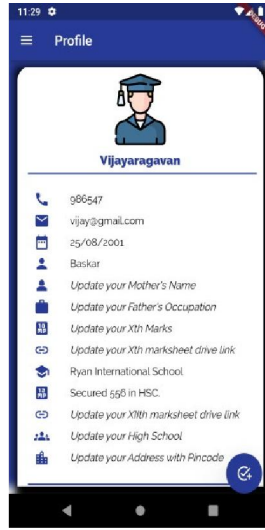 11:29
DEBUG
Profile
Vijayaragavan
986547
vijay@gmail.com
25/08/2001
Baskar
Update your Mother's Name
Update your Father's Occupation
Update your Xth Marks
Update your Xth marksheet drive link
Ryan International School
Secured 556 in HSC.
Update your XIIth marksheet drive link
Update your High School
Update your Address with Pincode